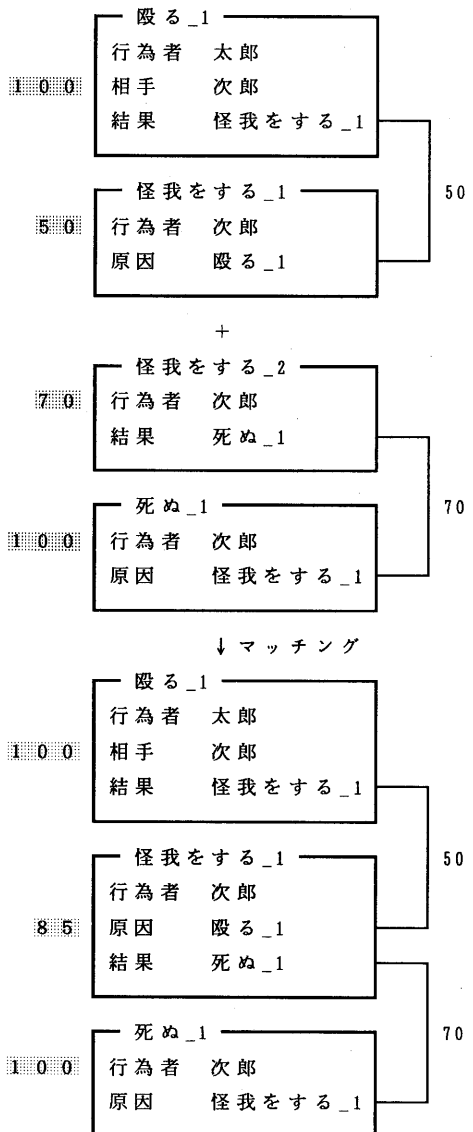 殴る_1
行為者 太郎
100 相手 次郎
結果 怪我をする_1
50
怪我をする_1
50 行為者 次郎
原因 殴る_1
+
怪我をする_2
70 行為者 次郎
結果 死ぬ_1
70
死ぬ_1
100 行為者 次郎
原因 怪我をする_1
↓マッチング
殴る_1
行為者 太郎
100 相手 次郎
結果 怪我をする_1
50
怪我をする_1
行為者 次郎
85 原因 殴る_1
結果 死ぬ_1
70
死ぬ_1
100 行為者 次郎
原因 怪我をする_1